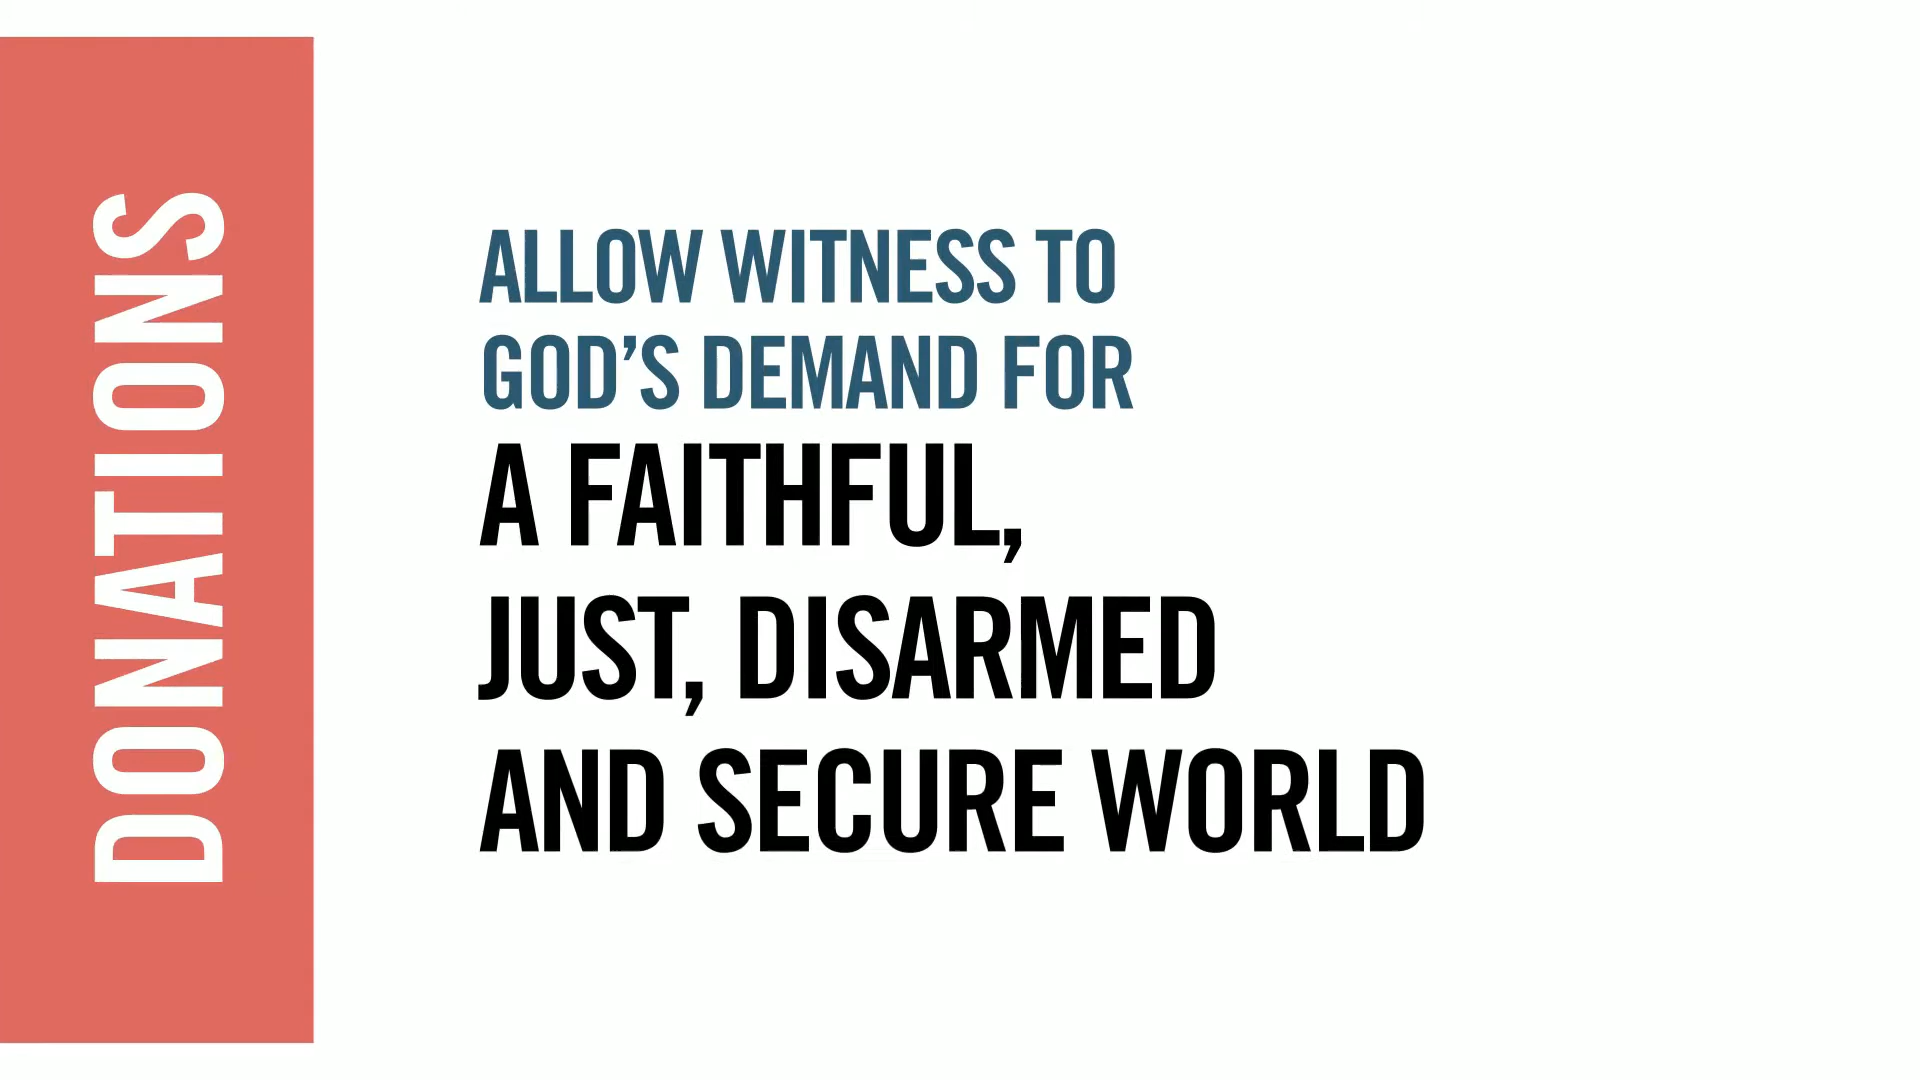 DONATIONS
ALLOW WITNESS TO
GOD’S DEMAND FOR
A FAITHFUL,
JUST, DISARMED
AND SECURE WORLD